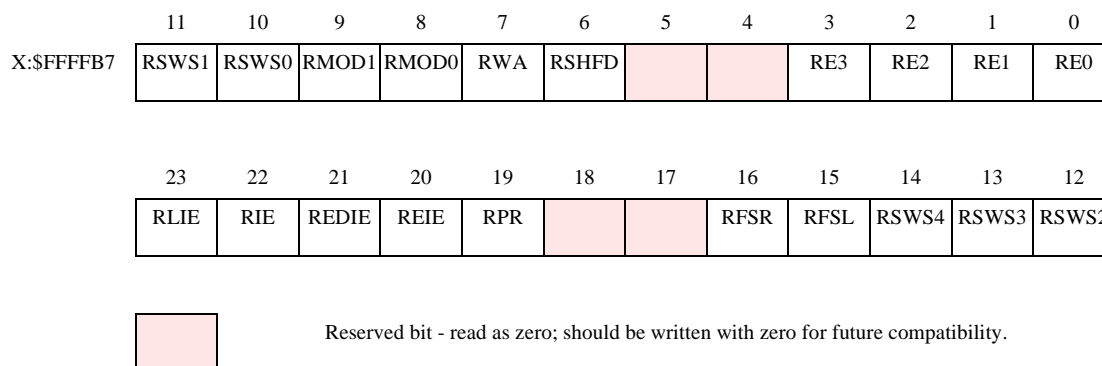 11 10 9 8 7 6 5 4 3 2 1 0
X:$FFFFB7 RSWS1 RSWS0 RMOD1 RMOD0 RWA RSHFD RE3 RE2 RE1 RE0
23 22 21 20 19 18 17 16 15 14 13 12
RLIE RIE REDIE REIE RPR RFSR RFSL RSWS4 RSWS3 RSWS2
Reserved bit - read as zero; should be written with zero for future compatibility.